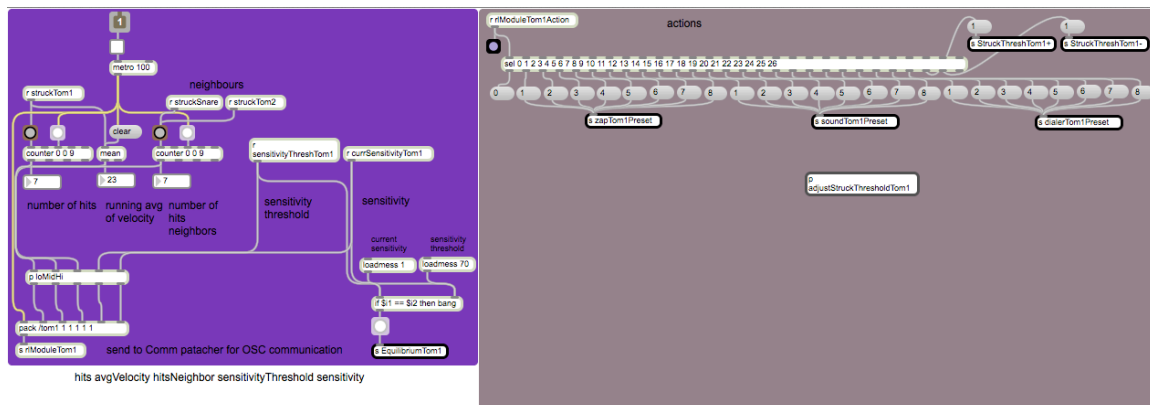 1
metro 100
neighbours
r struckTom1
r struckSnare
r struckTom2
clear
counter 0 0 9
mean
counter 0 0 9
r
sensitivityThreshTom1
r currSensitivityTom1
7
23
7
number of hits
running avg
of velocity
number of
hits
neighbors
sensitivity
threshold
sensitivity
current
sensitivity
sensitivity
threshold
loadmess 1
loadmess 70
p loMidHi
if $i1 == $i2 then bang
pack /tom1 1 1 1 1 1
s rlModuleTom1
send to Comm patacher for OSC communication
s EquilibriumTom1
hits avgVelocity hitsNeighbor sensitivityThreshold sensitivity
r rlModuleTom1Action
actions
1
1
s StruckThreshTom1+
s StruckThreshTom1-
sel 0 1 2 3 4 5 6 7 8 9 10 11 12 13 14 15 16 17 18 19 20 21 22 23 24 25 26
0 1 2 3 4 5 6 7 8 1 2 3 4 5 6 7 8 1 2 3 4 5 6 7 8
s zapTom1Preset
s soundTom1Preset
s dialerTom1Preset
p
adjustStruckThresholdTom1